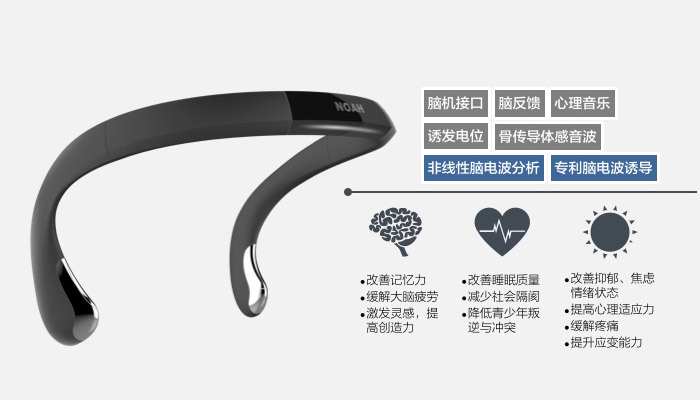 NOAH
脑机接口 脑反馈 心理音乐
诱发电位 骨传导体感音波
非线性脑电波分析 专利脑电波诱导
•改善记忆力
•缓解大脑疲劳
•激发灵感，提
高创造力
•改善睡眠质量
•减少社会隔阂
•降低青少年叛
逆与冲突
•改善抑郁、焦虑
情绪状态
•提高心理适应力
•缓解疼痛
•提升应变能力